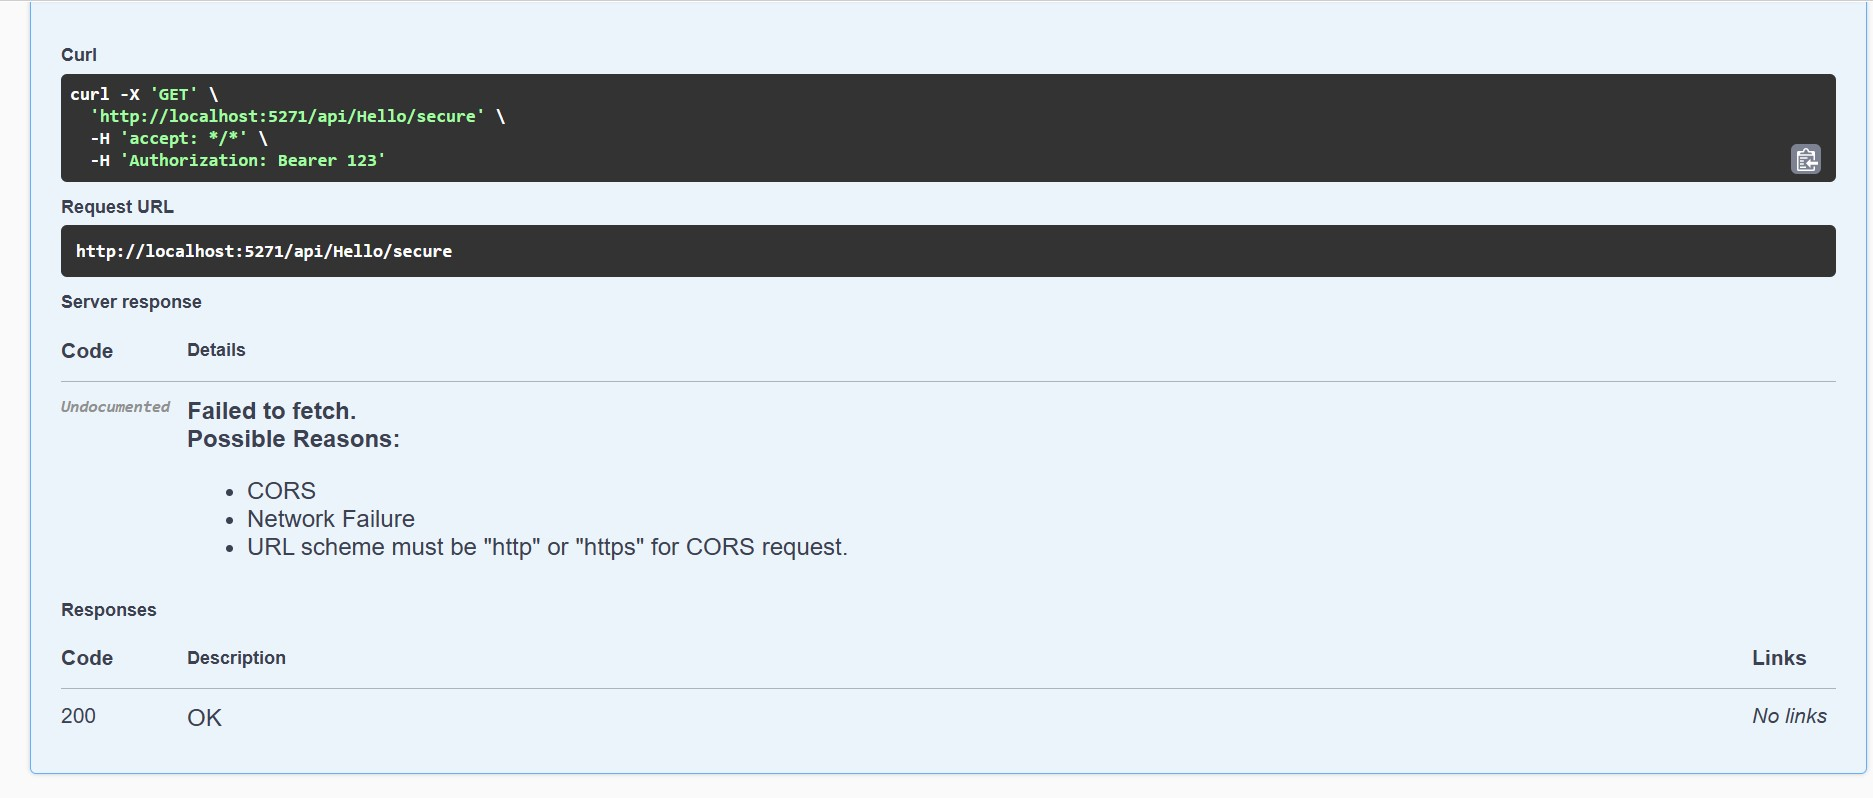 Curl
curl -X 'GET' \
'http://localhost:5271/api/Hello/secure' \
-H 'accept: */*' \
-H 'Authorization: Bearer 123'
Request URL
http://localhost:5271/api/Hello/secure
Server response
Code Details
Undocumented Failed to fetch.
Possible Reasons:
• CORS
• Network Failure
• URL scheme must be "http" or "https" for CORS request.
Responses
Code Description Links
200 OK No links